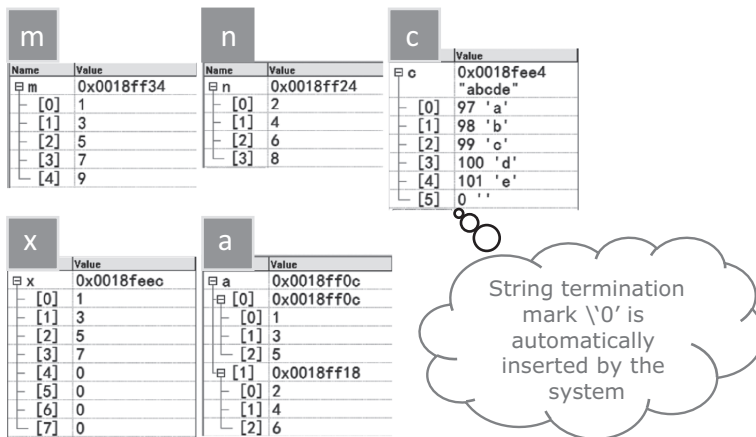 m
Name Value
m 0x0018ff34
[0] 1
[1] 3
[2] 5
[3] 7
[4] 9
n
Name Value
n 0x0018ff24
[0] 2
[1] 4
[2] 6
[3] 8
c
Value
c 0x0018fee4
"abcde"
[0] 97 'a'
[1] 98 'b'
[2] 99 'c'
[3] 100 'd'
[4] 101 'e'
[5] 0 ''
x
Value
x 0x0018feec
[0] 1
[1] 3
[2] 5
[3] 7
[4] 0
[5] 0
[6] 0
[7] 0
a
Value
a 0x0018ff0c
[0] 0x0018ff0c
[0] 1
[1] 3
[2] 5
[1] 0x0018ff18
[0] 2
[1] 4
[2] 6
String termination
mark \‘0’ is
automatically
inserted by the
system